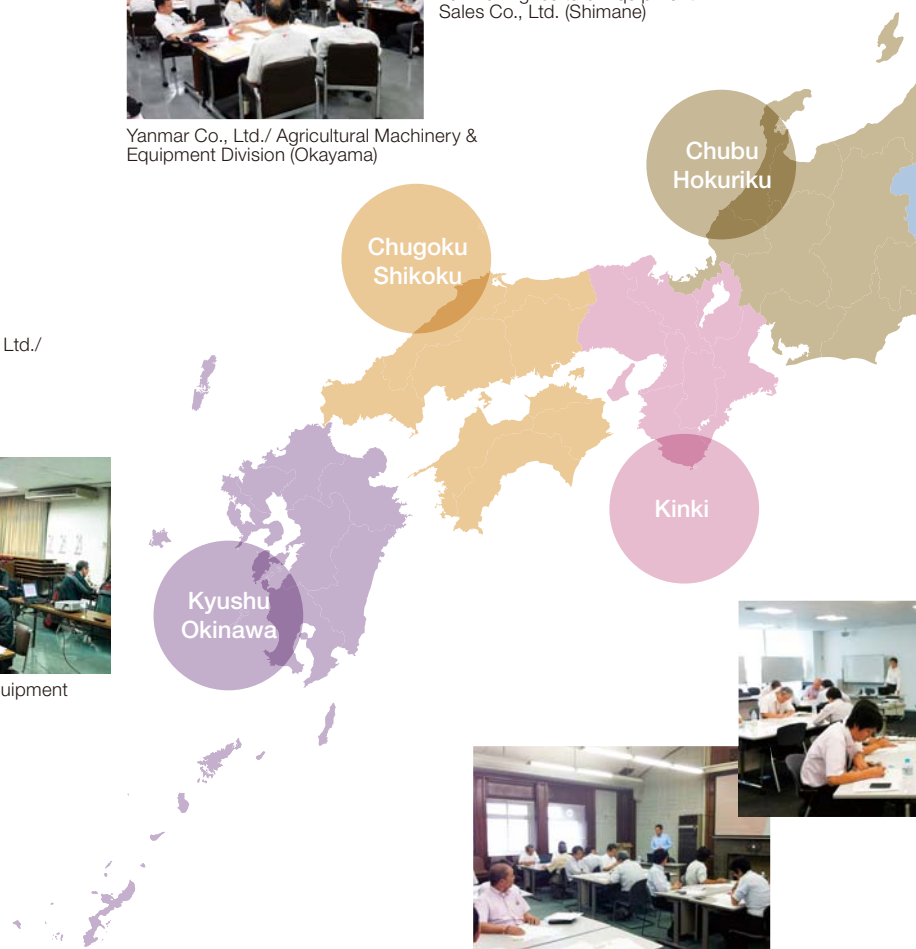 Sales Co., Ltd. (Shimane)
Yanmar Co., Ltd./ Agricultural Machinery &
Equipment Division (Okayama)
Chubu
Hokuriku
Chugoku
Shikoku
Ltd./
Kinki
Kyushu
Okinawa
uipment